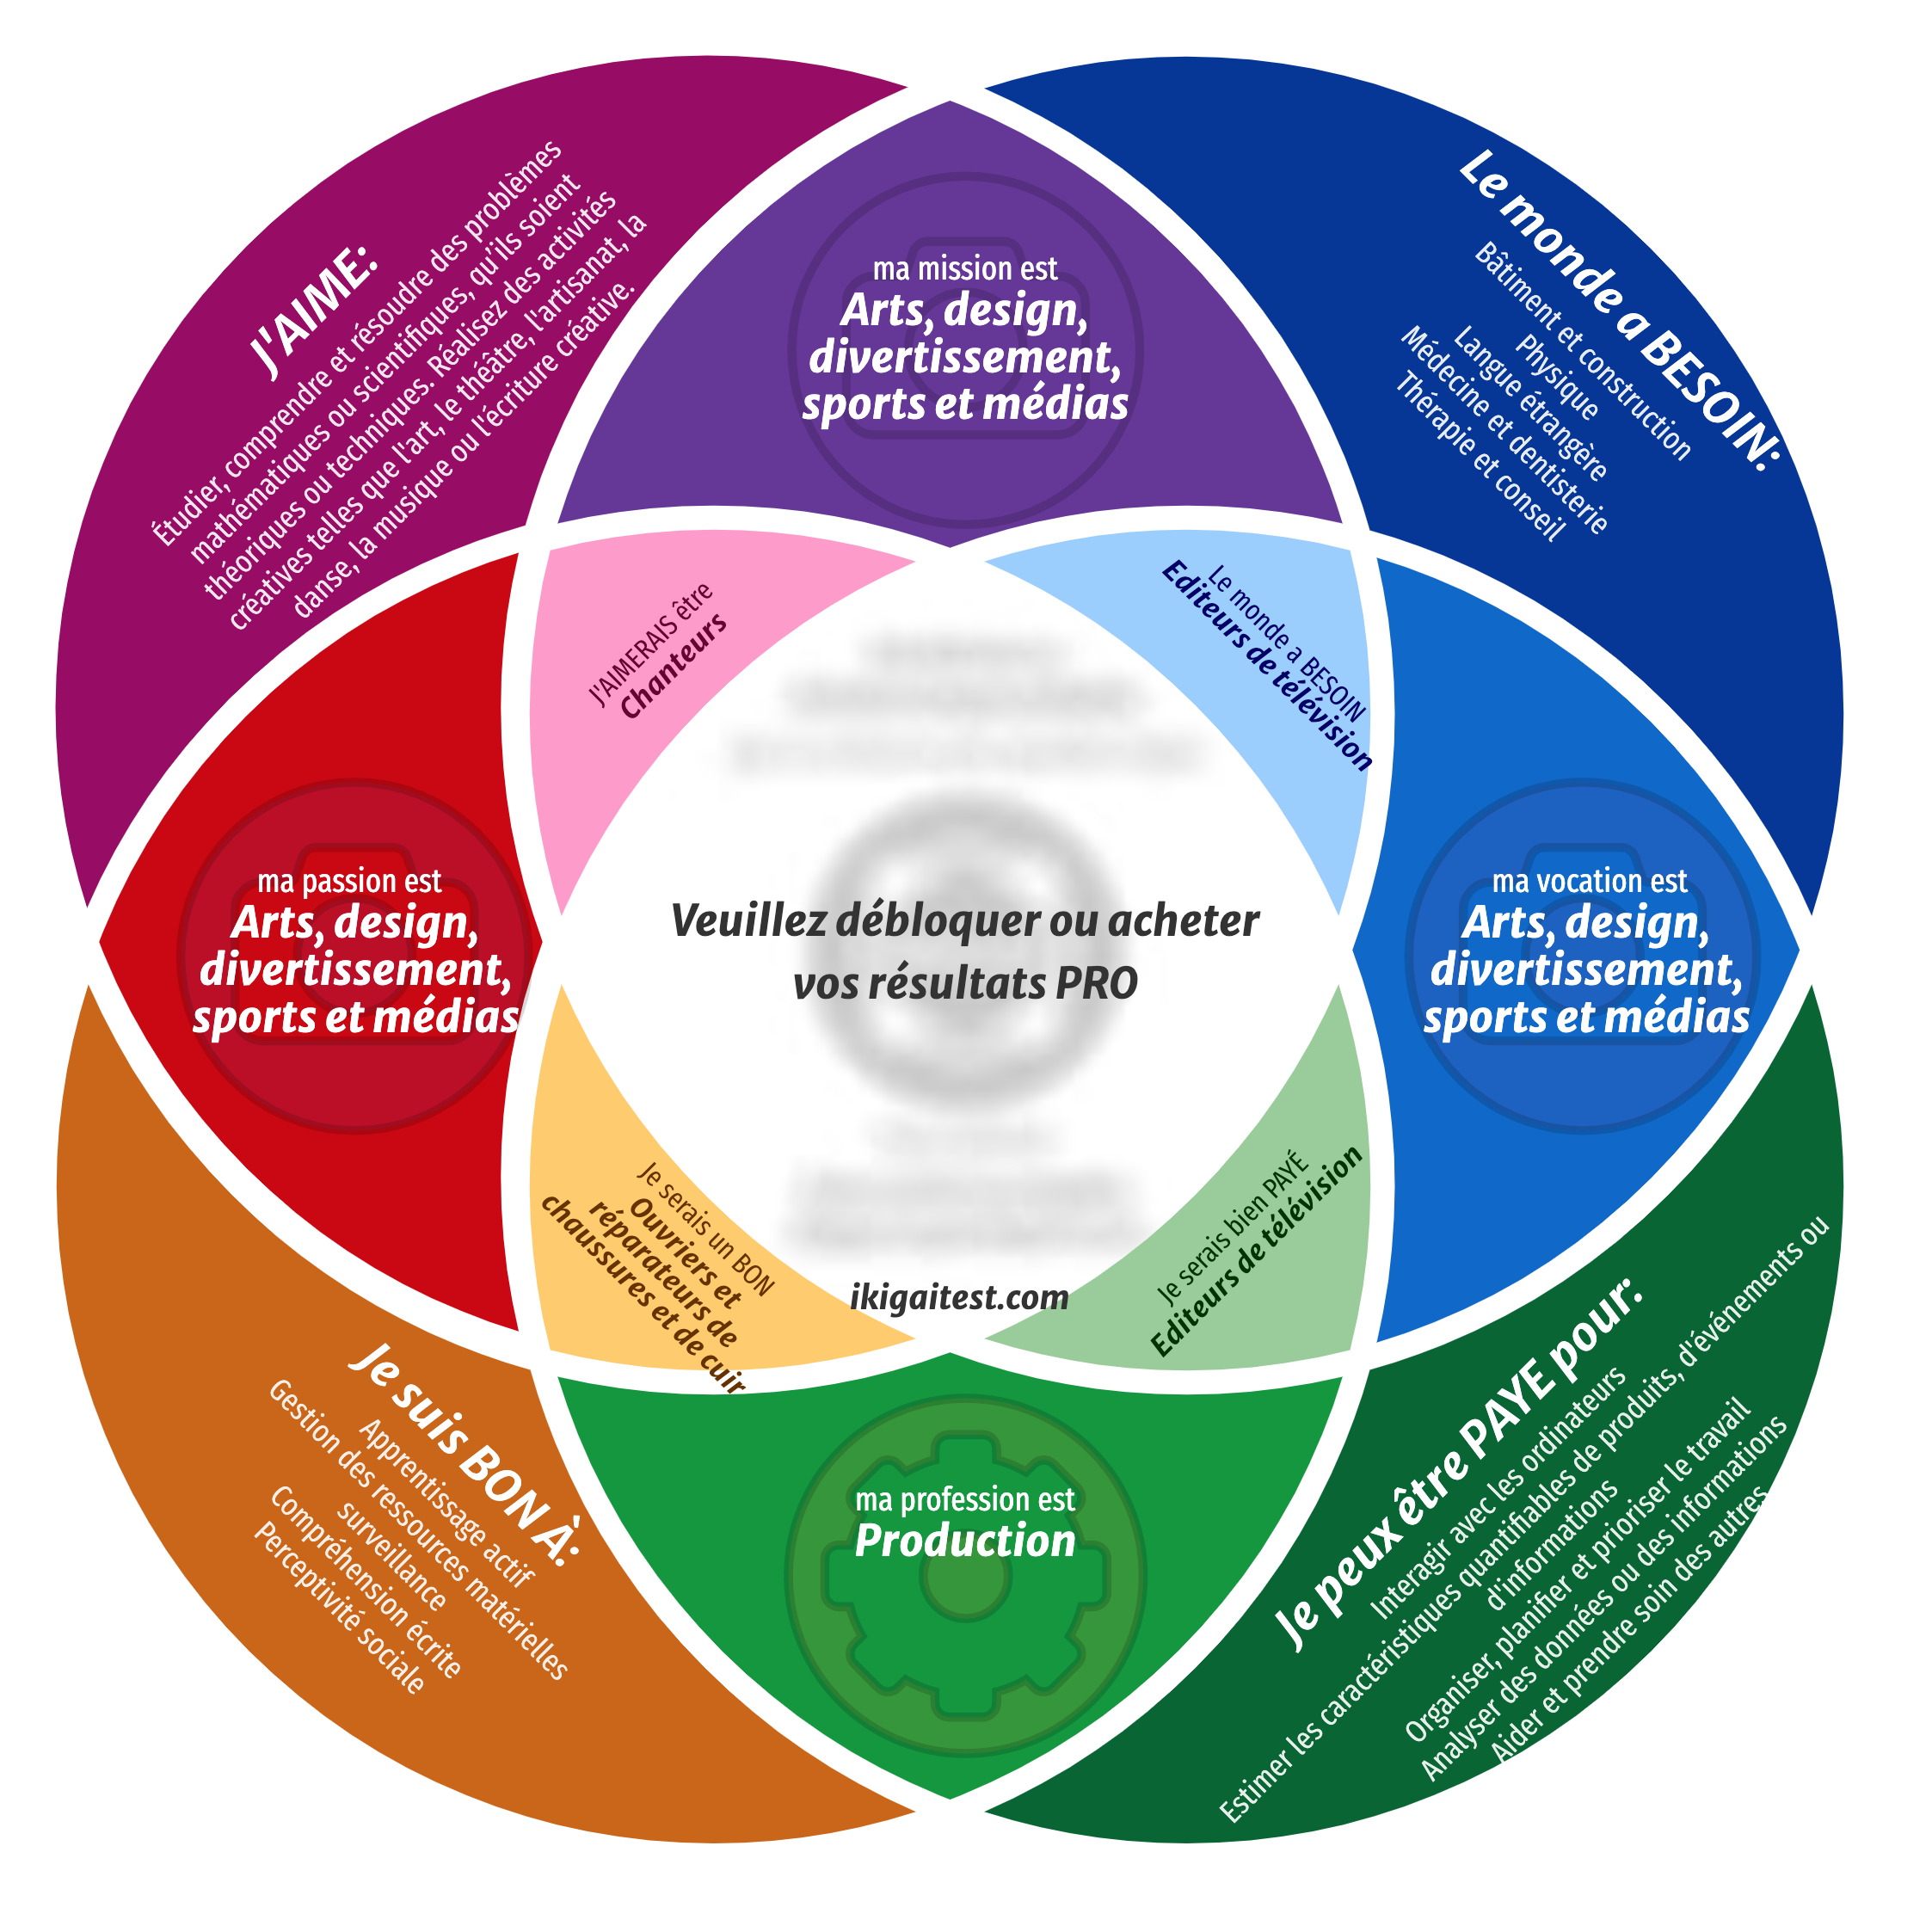 J'AIME:
Étudier, comprendre et résoudre des problèmes
mathématiques ou scientifiques, qu'ils soient
théoriques ou techniques. Réalisez des activités
créatives telles que l'art, le théâtre, l'artisanat, la
danse, la musique ou l'écriture créative.
ma mission est
Arts, design,
divertissement,
sports et médias
Le monde a BESOIN:
Bâtiment et construction
Physique
Langue étrangère
Médecine et dentisterie
Thérapie et conseil
J'AIMERAIS être
Chanteurs
Le monde a BESOIN
Editeurs de télévision
ma passion est
Arts, design,
divertissement,
sports et médias
Veuillez débloquer ou acheter
vos résultats PRO
ma vocation est
Arts, design,
divertissement,
sports et médias
Je serais un BON
Ouvriers et
réparateurs de
chaussures et de cuir
Je serais bien PAYÉ
Editeurs de télévision
ikigaitest.com
Je suis BON À:
Apprentissage actif
Gestion des ressources matérielles
surveillance
Compréhension écrite
Perceptivité sociale
ma profession est
Production
Je peux être PAYE pour:
Interagir avec les ordinateurs
Estimer les caractéristiques quantifiables de produits, d'événements ou
d'informations
Organiser, planifier et prioriser le travail
Analyser des données ou des informations
Aider et prendre soin des autres